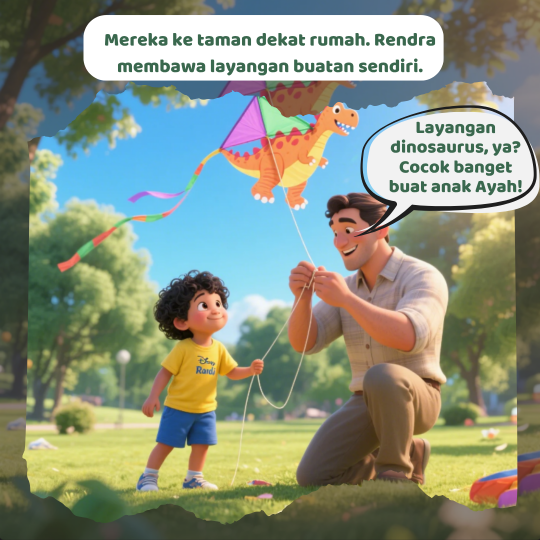 Mereka ke taman dekat rumah. Rendra
membawa layangan buatan sendiri.
Layangan
dinosaurus, ya?
Cocok banget
buat anak Ayah!